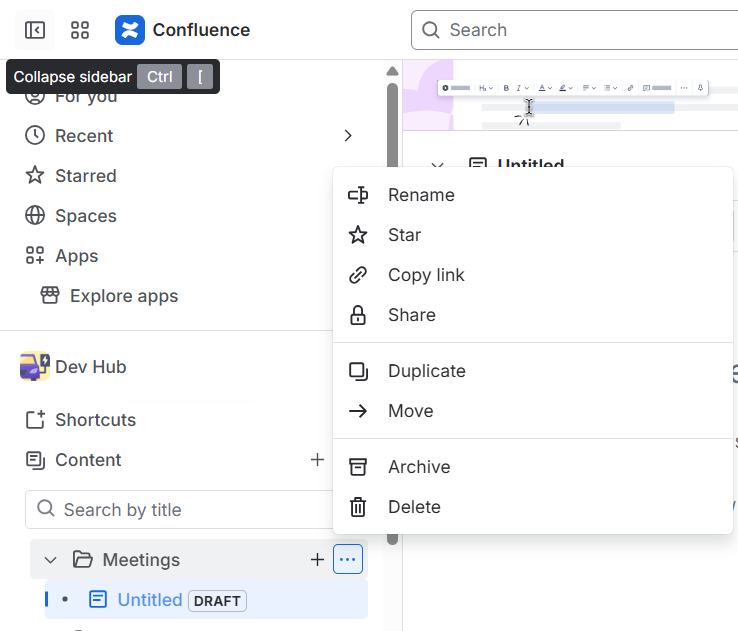 Confluence
Search
Collapse sidebar Ctrl [
For you
Recent
Starred
Spaces
Apps
Explore apps
Dev Hub
Shortcuts
Content
Search by title
Meetings
Untitled DRAFT
Untitled
Rename
Star
Copy link
Share
Duplicate
Move
Archive
Delete